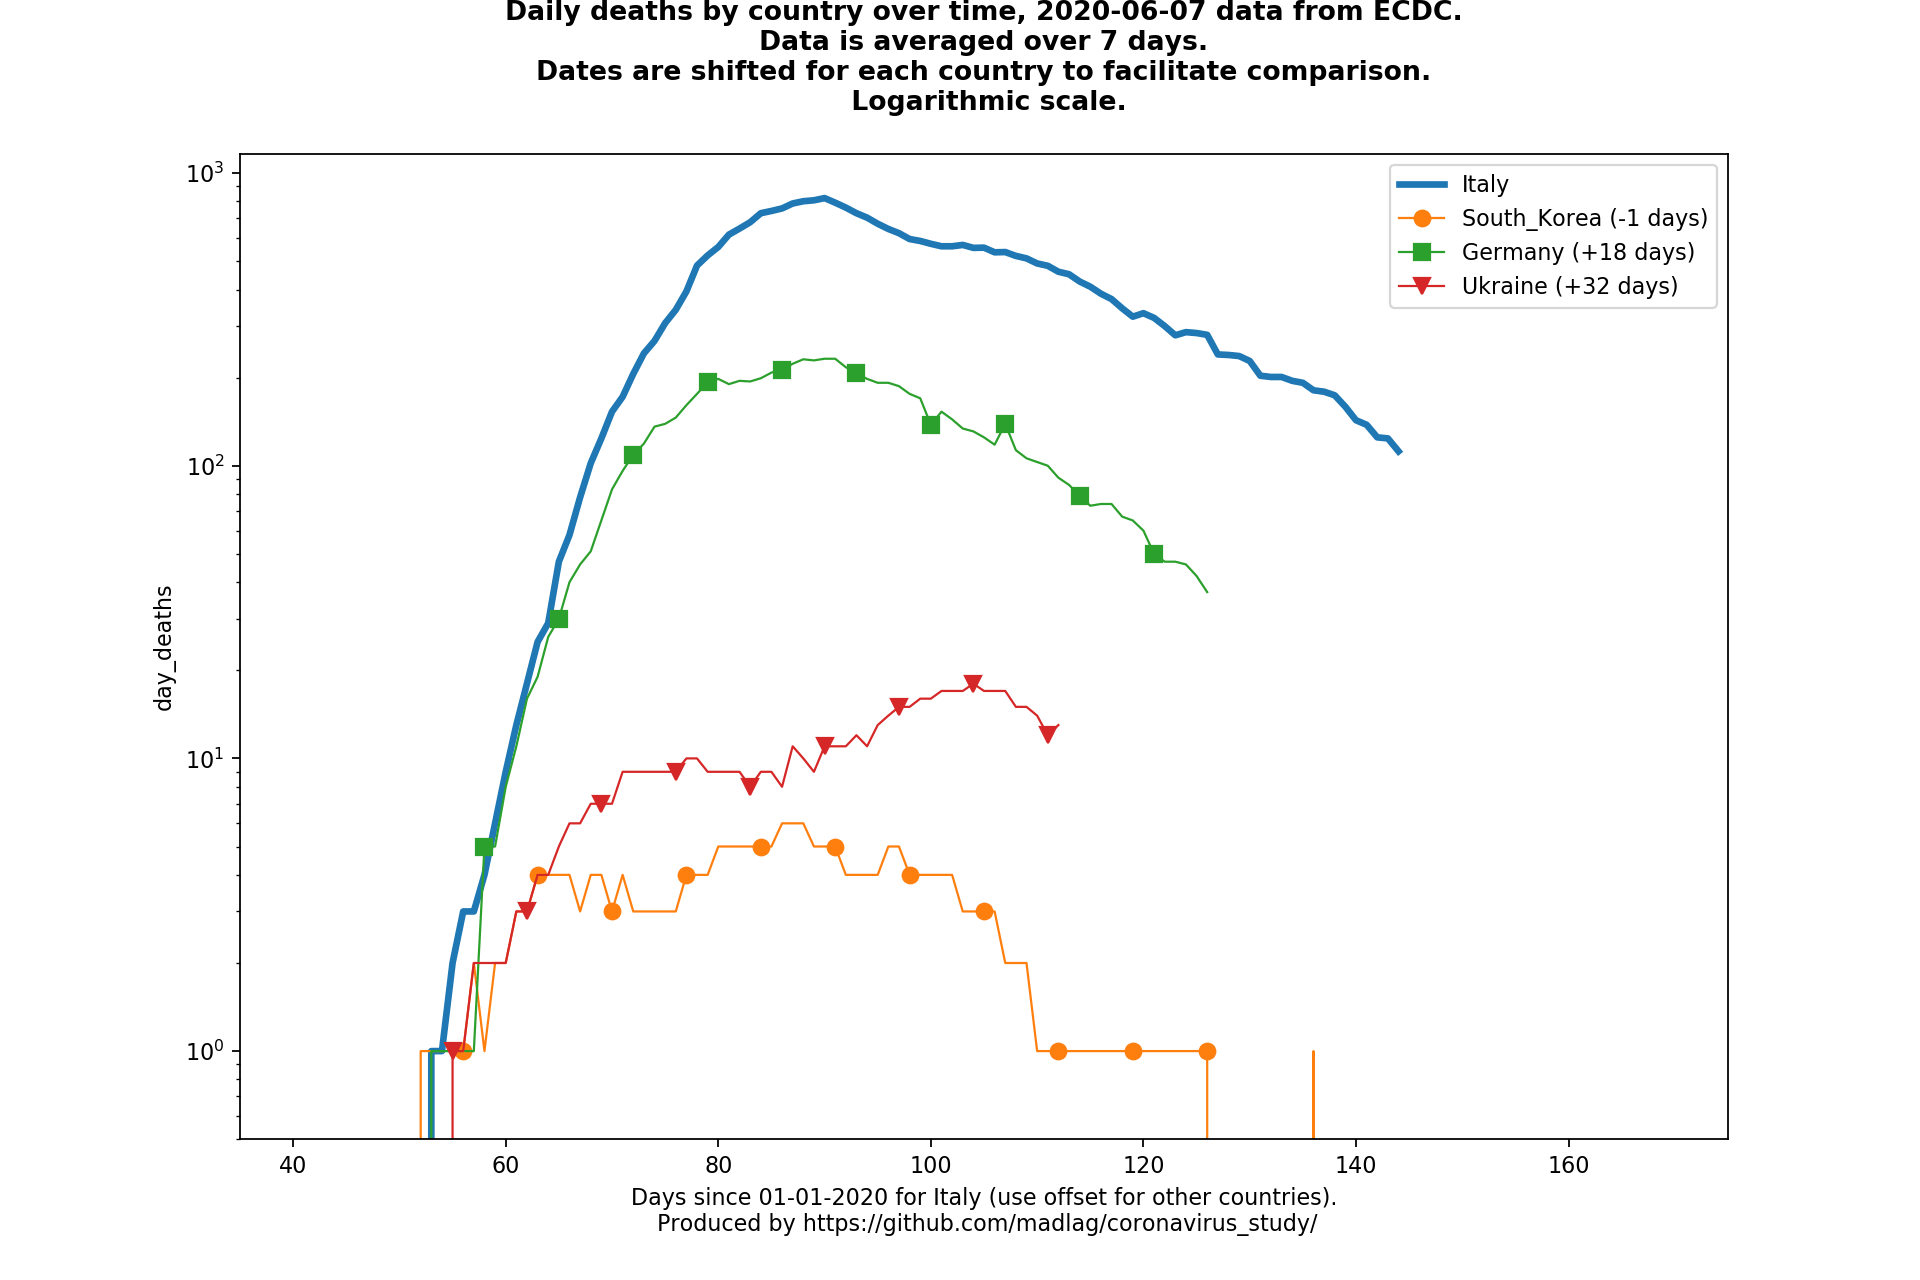 Daily deaths by country over time, 2020-06-07 data from ECDC.
Data is averaged over 7 days.
Dates are shifted for each country to facilitate comparison.
Logarithmic scale.
10³
10²
10¹
10⁰
day_deaths
Italy
South_Korea (-1 days)
Germany (+18 days)
Ukraine (+32 days)
40 60 80 100 120 140 160
Days since 01-01-2020 for Italy (use offset for other countries).
Produced by https://github.com/madlag/coronavirus_study/